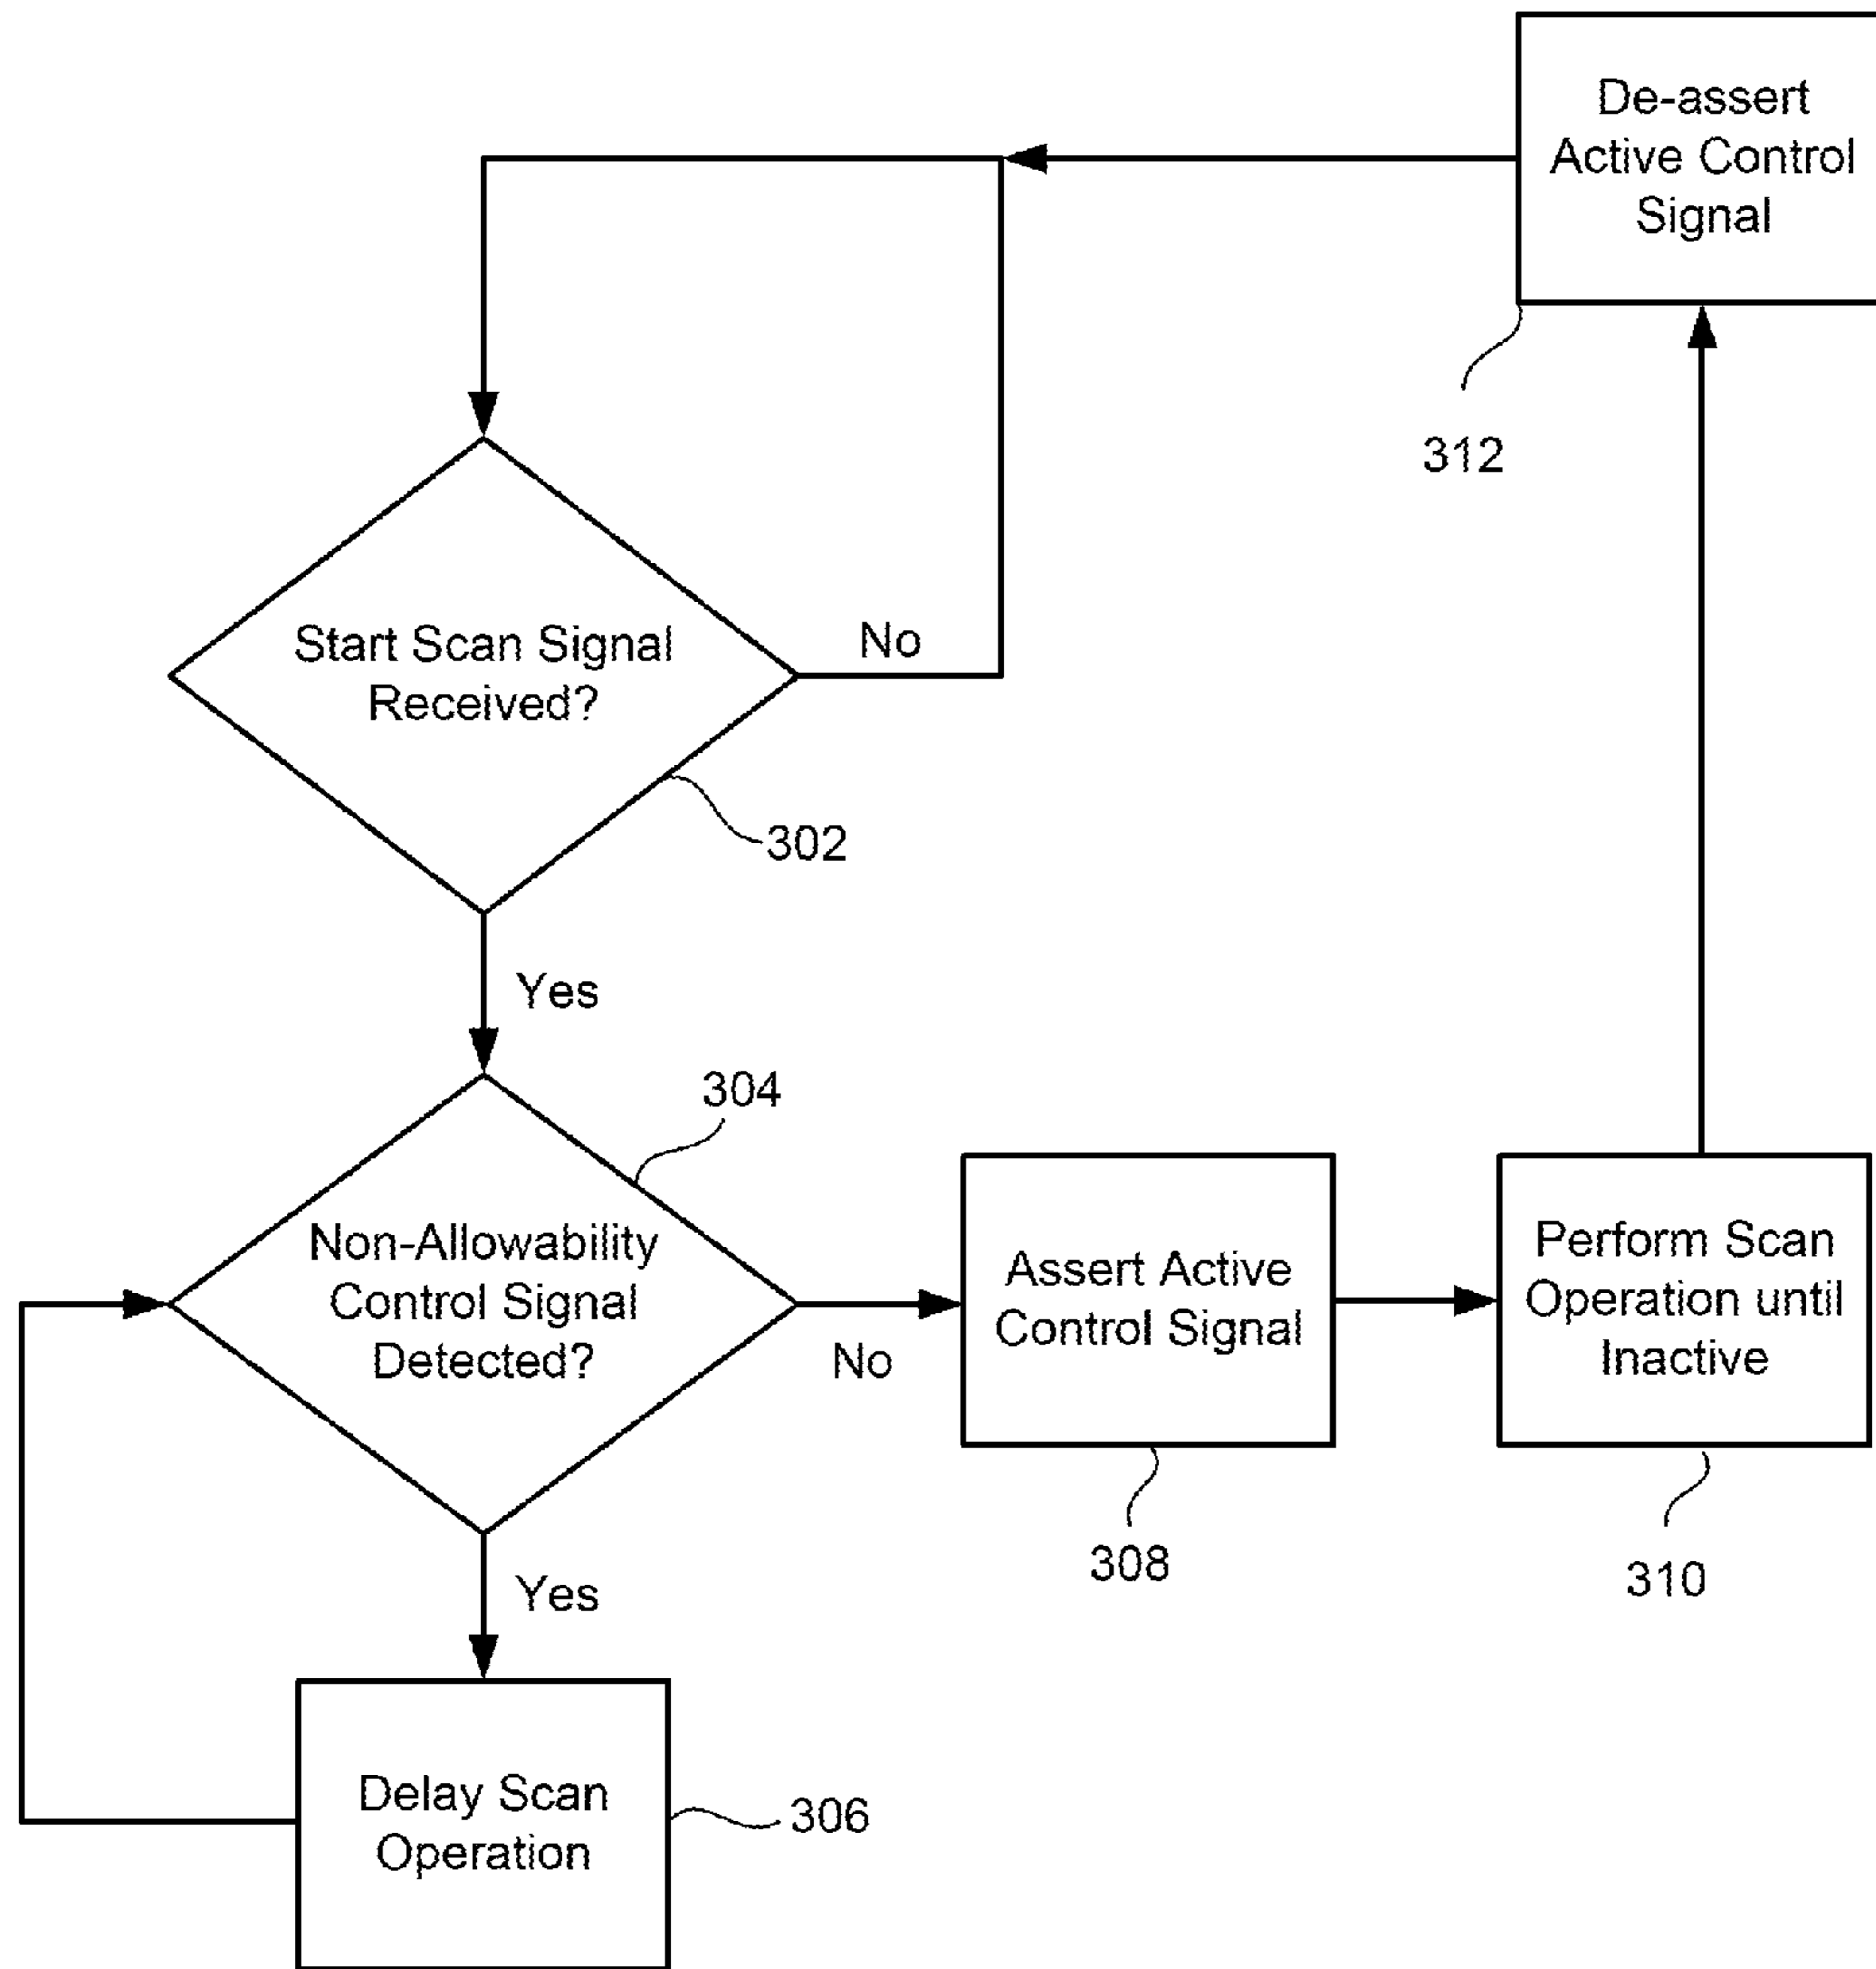 De-assert
Active Control
Signal
312
Start Scan Signal
Received?
No
302
Yes
304
Non-Allowability
Control Signal
Detected?
No
Assert Active
Control Signal
308
Perform Scan
Operation until
Inactive
310
Yes
Delay Scan
Operation
306